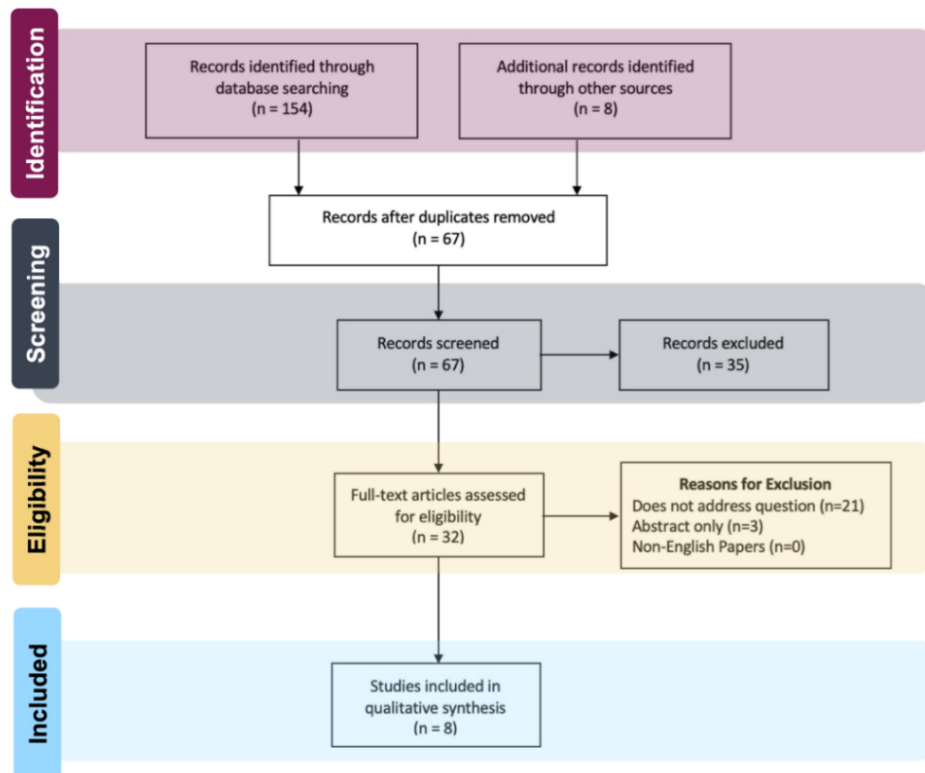 Identification
Records identified through
database searching
(n = 154)
Additional records identified
through other sources
(n = 8)
Records after duplicates removed
(n = 67)
Screening
Records screened
(n = 67)
Records excluded
(n = 35)
Eligibility
Full-text articles assessed
for eligibility
(n = 32)
Reasons for Exclusion
Does not address question (n=21)
Abstract only (n=3)
Non-English Papers (n=0)
Included
Studies included in
qualitative synthesis
(n = 8)